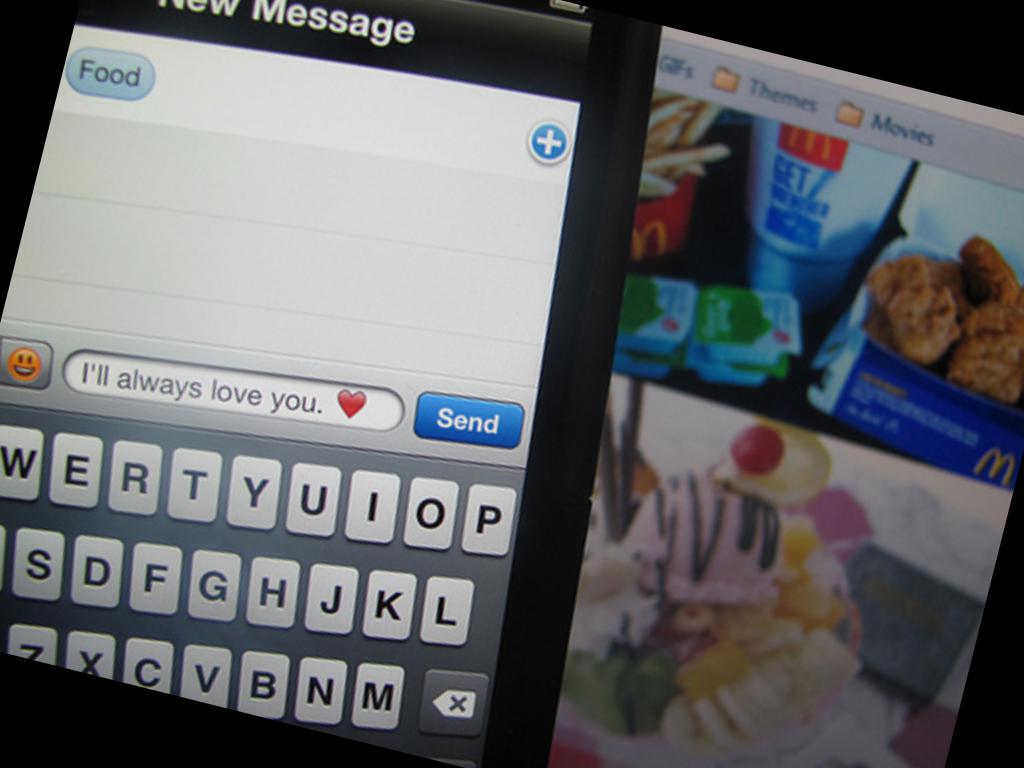 New Message
Food
I'll always love you. ❤
Send
W E R T Y U I O P
S D F G H J K L
Z X C V B N M
GIFs Themes Movies
GET